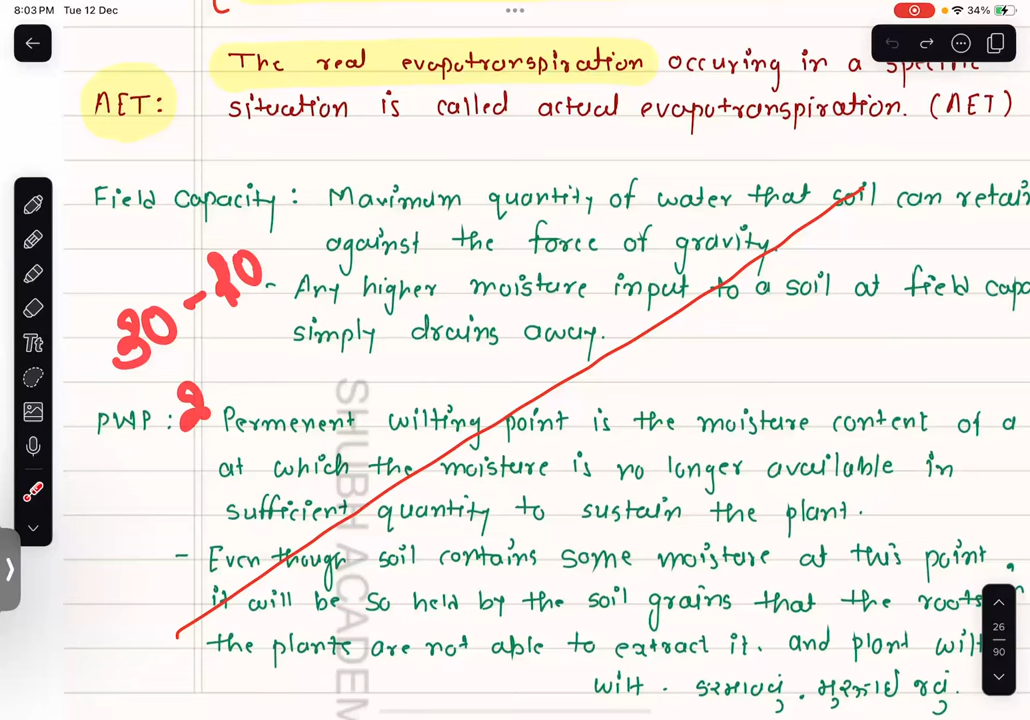 8:03 PM Tue 12 Dec
34%
The real evapotranspiration occuring in a specific
AET: situation is called actual evapotranspiration. (AET)
Field Capacity: Maximum quantity of water that soil can retain
against the force of gravity.
30-40
- Any higher moisture input to a soil at field capa
simply drains away.
PWP: 2 Permenent wilting point is the moisture content of a
at which the moisture is no longer available in
sufficient quantity to sustain the plant.
- Even though soil contains some moisture at this point,
it will be so held by the soil grains that the roots
the plants are not able to extract it. and plant wilt
wilt. કરમાવવું. મુરજાઈ જવું.
SHUBH ACADEM
Tt
26
90